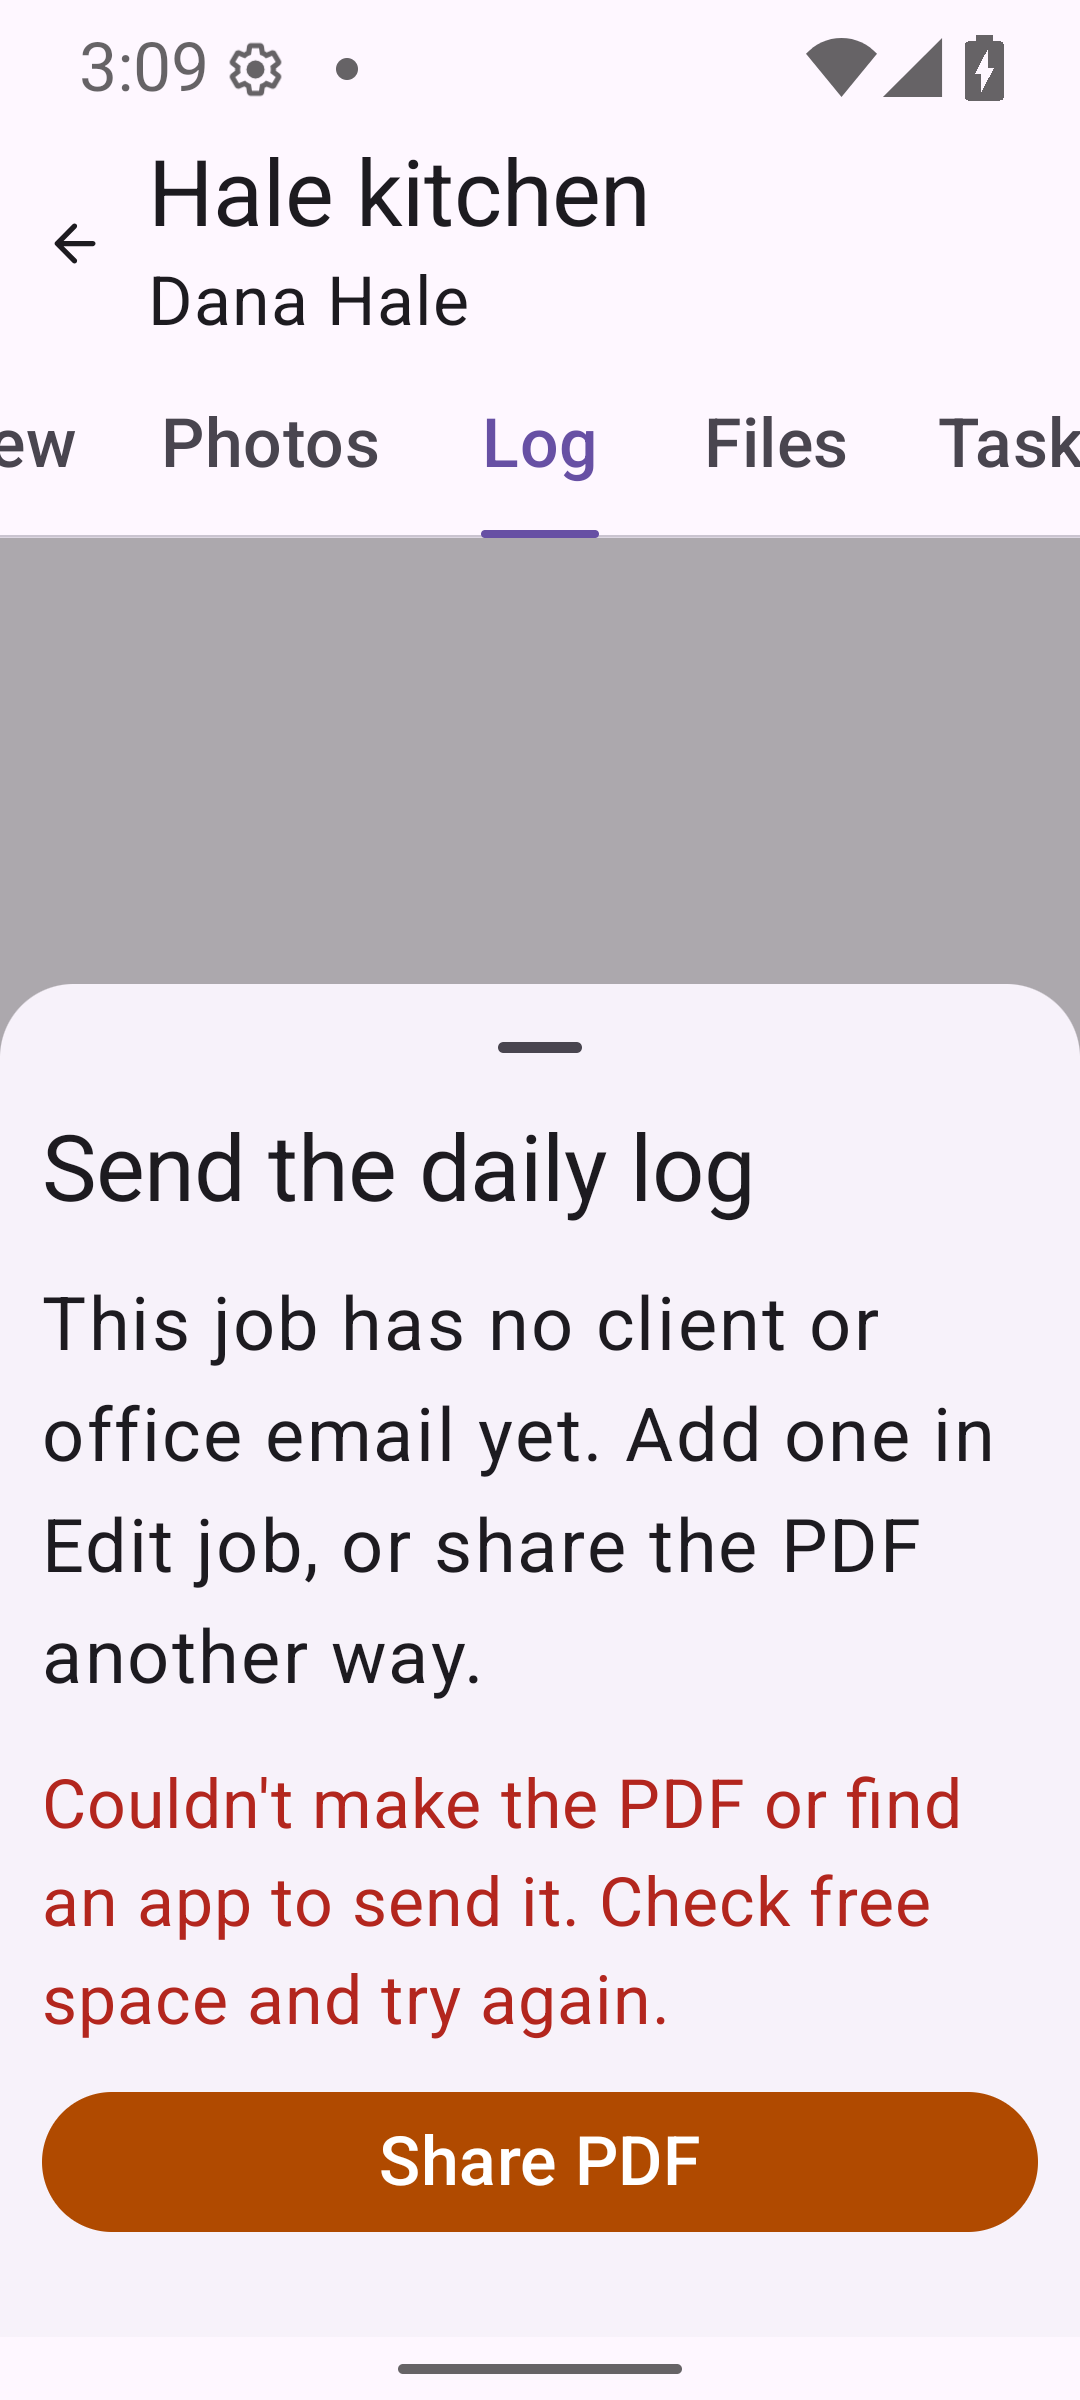 3:09
Hale kitchen
Dana Hale
ew Photos Log Files Task
Send the daily log
This job has no client or
office email yet. Add one in
Edit job, or share the PDF
another way.
Couldn't make the PDF or find
an app to send it. Check free
space and try again.
Share PDF